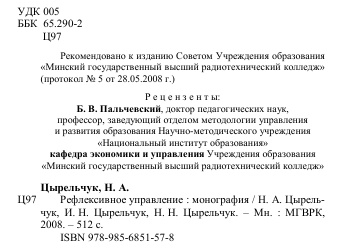 УДК 005
ББК 65.290-2
Ц97
Рекомендовано к изданию Советом Учреждения образования
«Минский государственный высший радиотехнический колледж»
(протокол № 5 от 28.05.2008 г.)
Рецензенты:
Б. В. Пальчевский, доктор педагогических наук,
профессор, заведующий отделом методологии управления
и развития образования Научно-методического учреждения
«Национальный институт образования»
кафедра экономики и управления Учреждения образования
«Минский государственный высший радиотехнический колледж»
Цырельчук, Н. А.
Ц97 Рефлексивное управление : монография / Н. А. Цырель-
чук, И. Н. Цырельчук, Н. Н. Цырельчук. – Мн. : МГВРК,
2008. – 512 с.
ISBN 978-985-6851-57-8